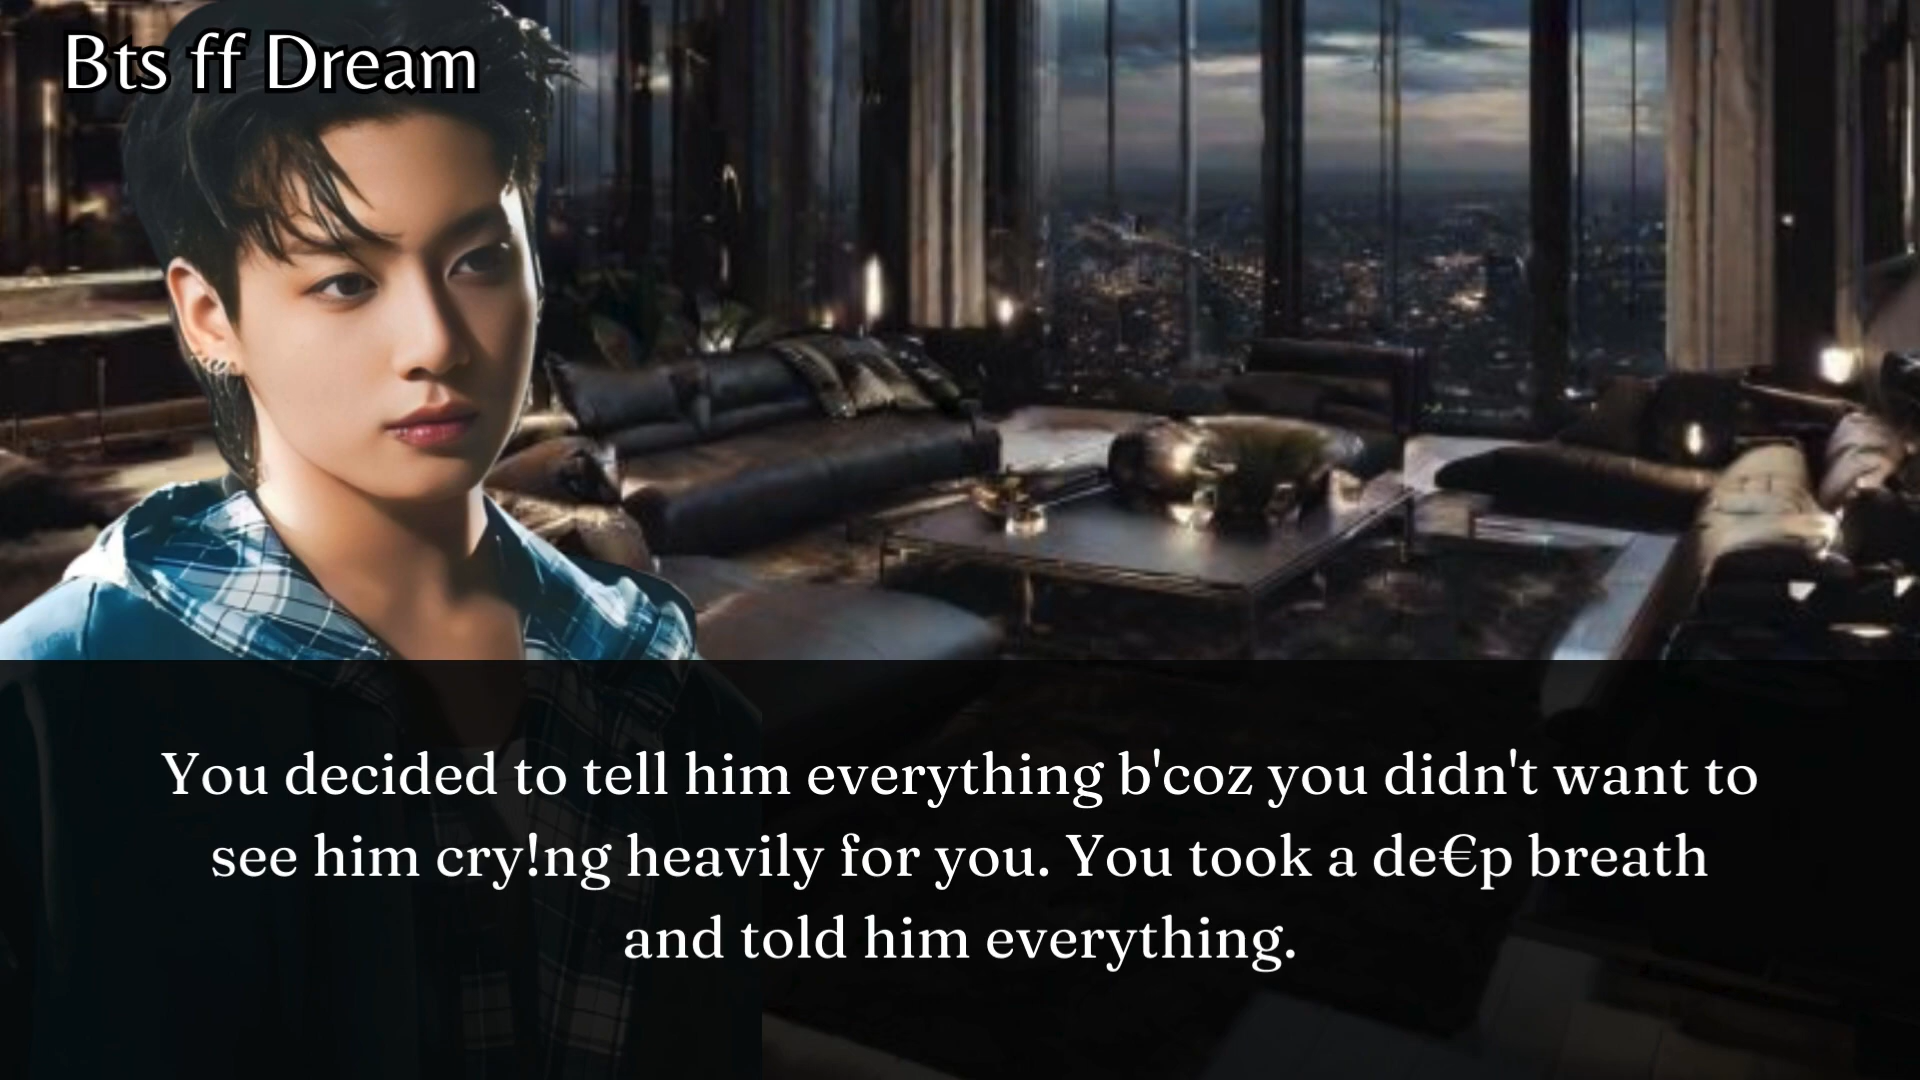 Bts ff Dream
You decided to tell him everything b'coz you didn't want to
see him cry!ng heavily for you. You took a de€p breath
and told him everything.